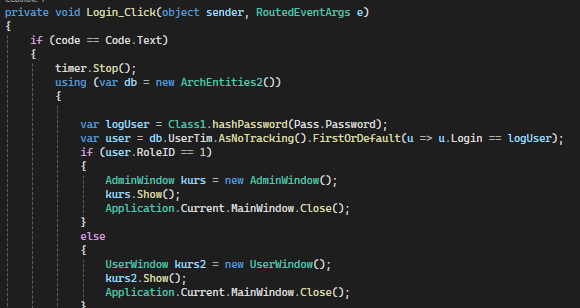 private void Login_Click(object sender, RoutedEventArgs e)
{
if (code == Code.Text)
{
timer.Stop();
using (var db = new ArchEntities2())
{
var logUser = Class1.hashPassword(Pass.Password);
var user = db.UserTim.AsNoTracking().FirstOrDefault(u => u.Login == logUser);
if (user.RoleID == 1)
{
AdminWindow kurs = new AdminWindow();
kurs.Show();
Application.Current.MainWindow.Close();
}
else
{
UserWindow kurs2 = new UserWindow();
kurs2.Show();
Application.Current.MainWindow.Close();
}